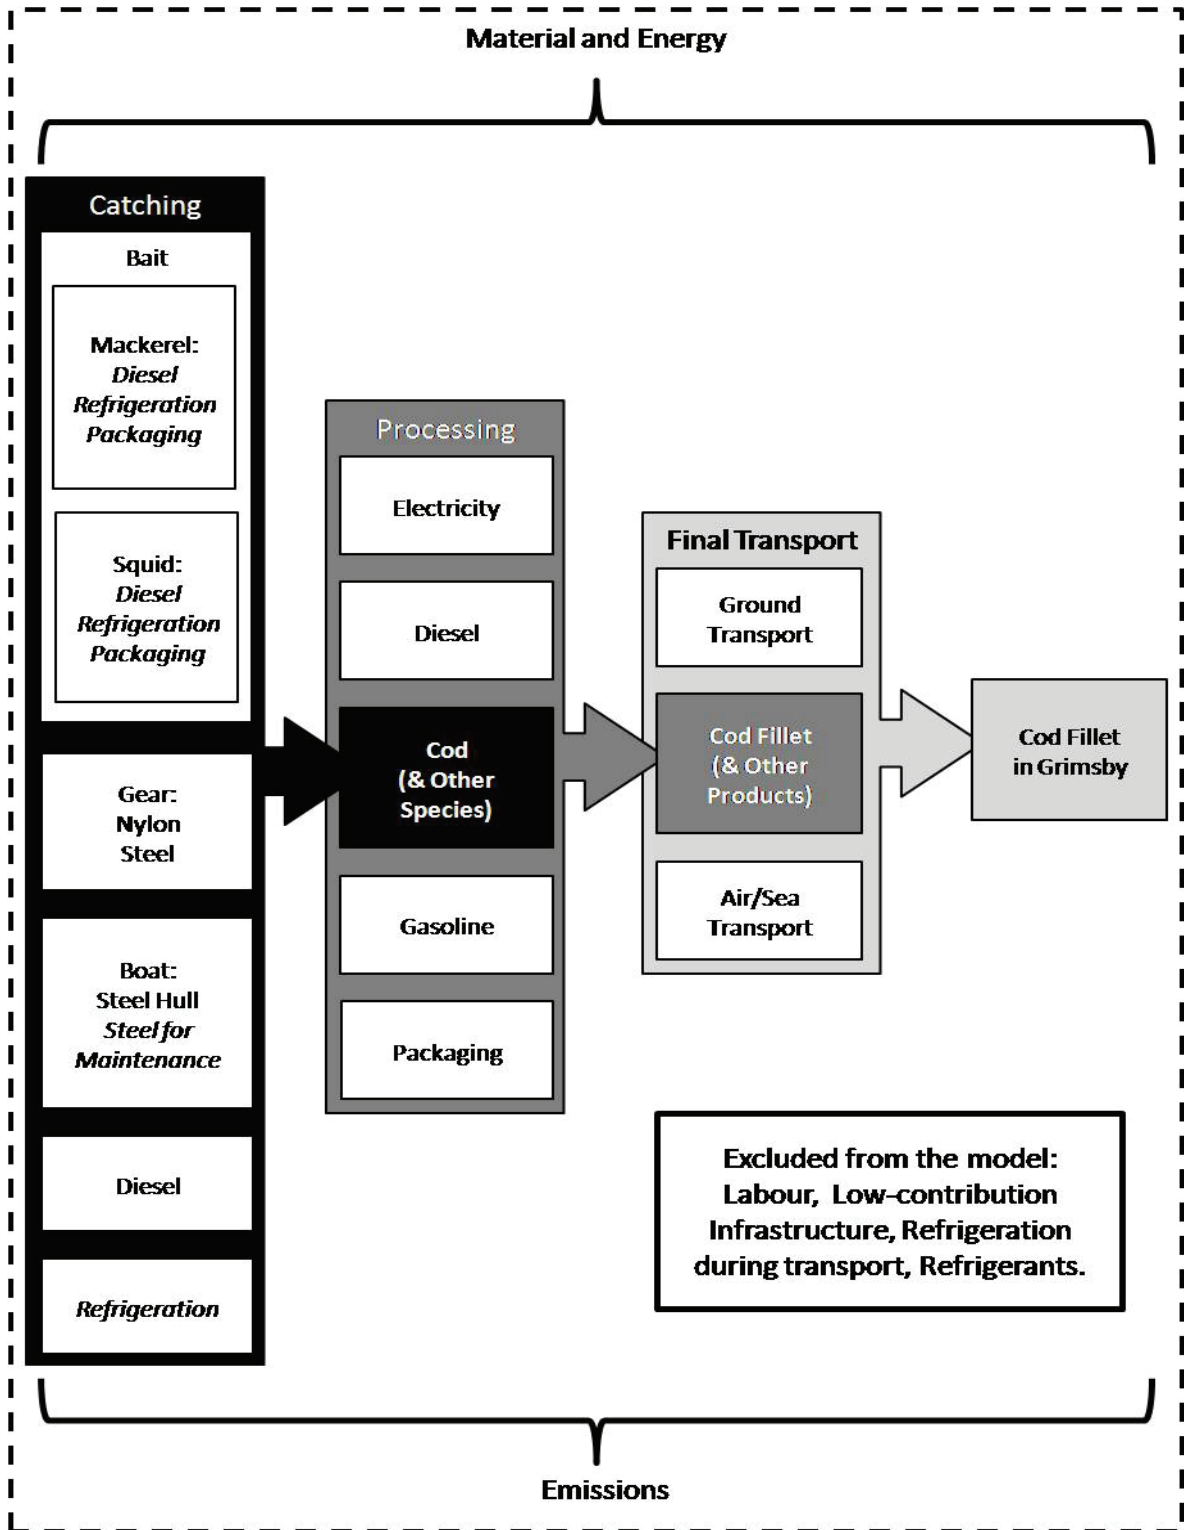 Material and Energy
Catching
Bait
Mackerel:
Diesel
Refrigeration
Packaging
Squid:
Diesel
Refrigeration
Packaging
Gear:
Nylon
Steel
Boat:
Steel Hull
Steel for
Maintenance
Diesel
Refrigeration
Processing
Electricity
Diesel
Cod
(& Other
Species)
Gasoline
Packaging
Final Transport
Ground
Transport
Cod Fillet
(& Other
Products)
Air/Sea
Transport
Cod Fillet
in Grimsby
Excluded from the model:
Labour, Low-contribution
Infrastructure, Refrigeration
during transport, Refrigerants.
Emissions